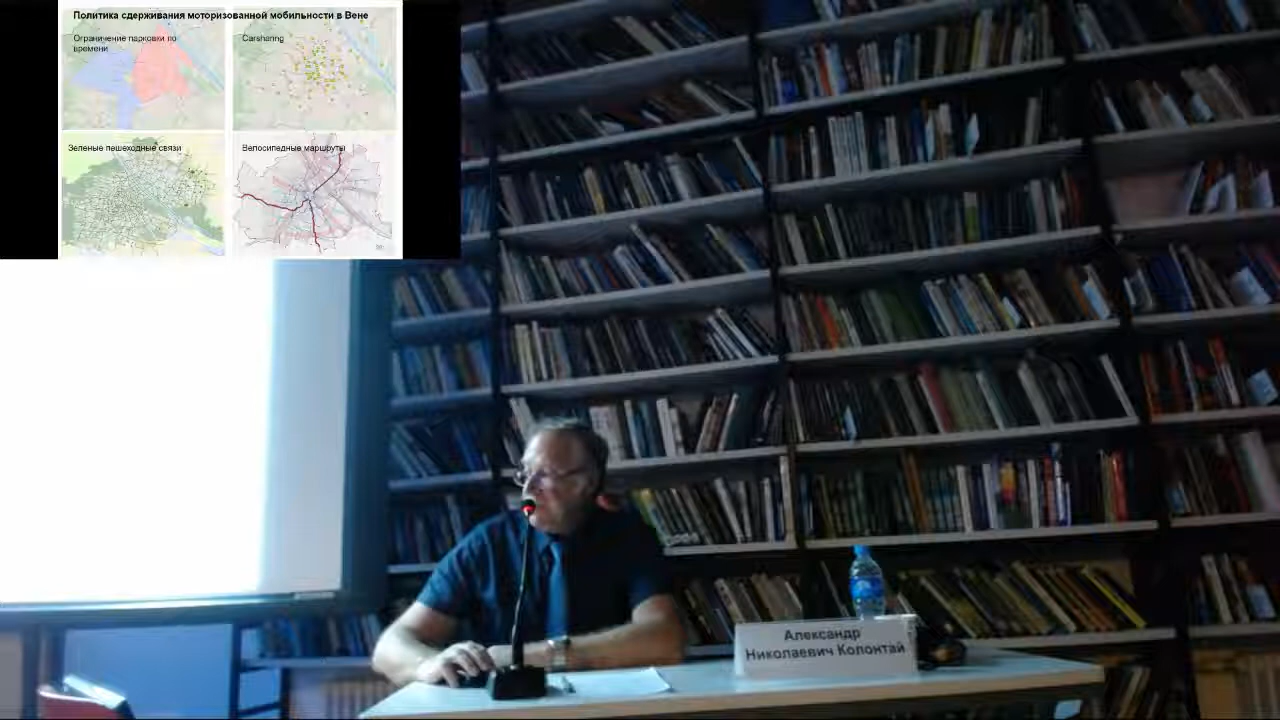 Политика сдерживания моторизованной мобильности в Вене
Ограничение парковки по
времени
Carsharing
Зеленые пешеходные связи
Велосипедные маршруты
Александр
Николаевич Колонтай